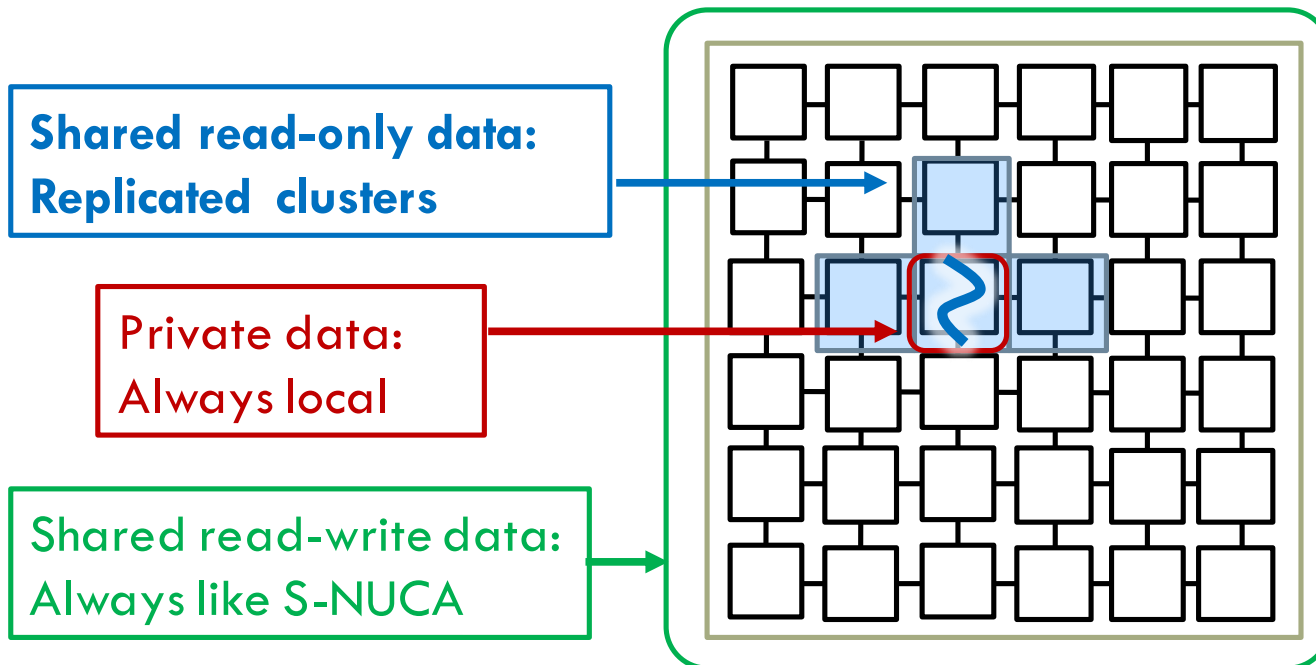 Shared read-only data:
Replicated clusters
Private data:
Always local
Shared read-write data:
Always like S-NUCA